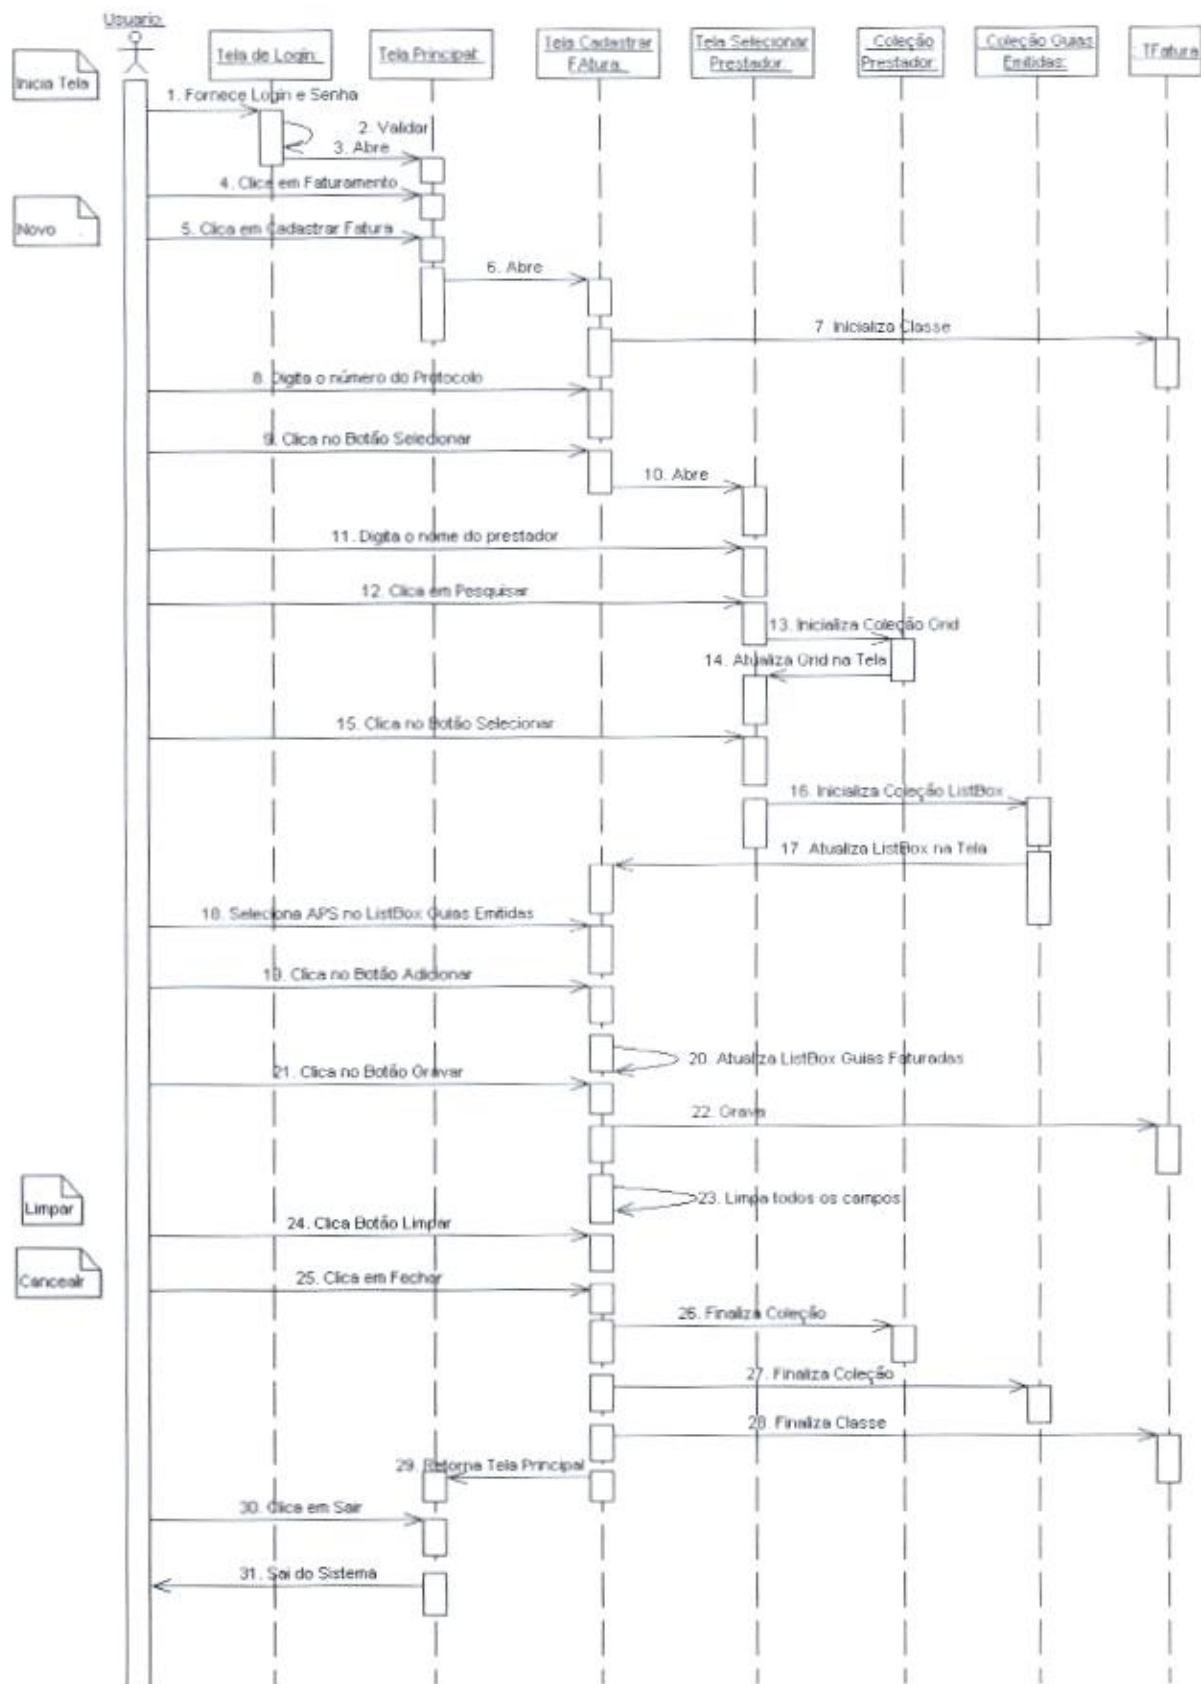 Usuario
Tela de Login:
Tela Principal:
Tela Cadastrar
FAtura:
Tela Selecionar
Prestador:
: Coleção
Prestador
: Coleção Guias
Emitidas:
: TFatura
Inicia Tela
1. Fornece Login e Senha
2. Validar
3. Abre
4. Clica em Faturamento
Novo
5. Clica em Cadastrar Fatura
6. Abre
7. Inicializa Classe
8. Digita o número do Protocolo
9. Clica no Botão Selecionar
10. Abre
11. Digita o nome do prestador
12. Clica em Pesquisar
13. Inicializa Coleção Grid
14. Atualiza Grid na Tela
15. Clica no Botão Selecionar
16. Inicializa Coleção ListBox
17. Atualiza ListBox na Tela
18. Seleciona APS no ListBox Guias Emitidas
19. Clica no Botão Adicionar
20. Atualiza ListBox Guias Faturadas
21. Clica no Botão Gravar
22. Grava
23. Limpa todos os campos
Limpar
24. Clica Botão Limpar
Cancealr
25. Clica em Fechar
26. Finaliza Coleção
27. Finaliza Coleção
28. Finaliza Classe
29. Retorna Tela Principal
30. Clica em Sair
31. Sai do Sistema